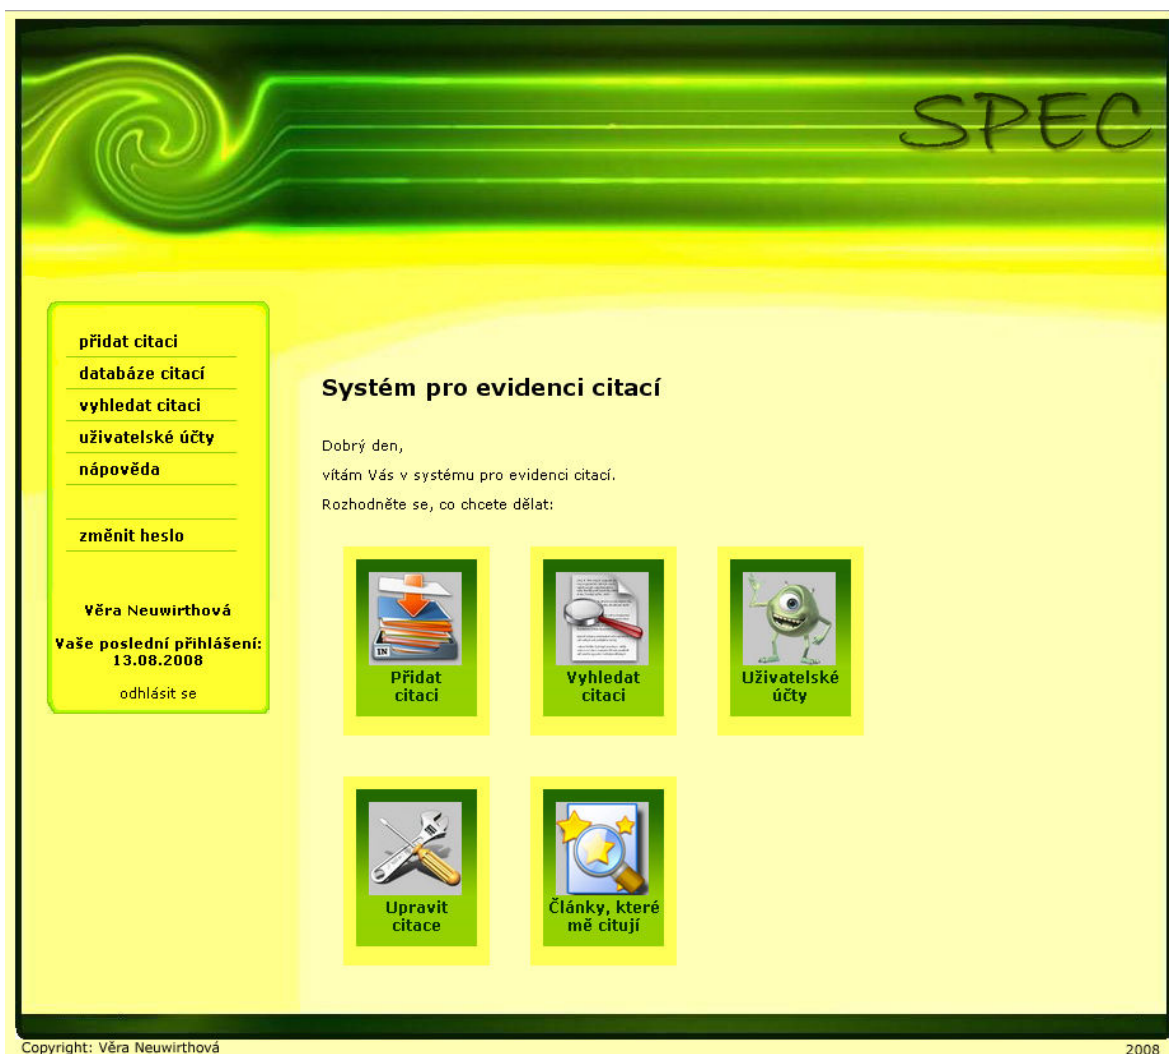 SPEC
přidat citaci
databáze citací
vyhledat citaci
uživatelské účty
nápověda
změnit heslo
Věra Neuwirthová
Vaše poslední přihlášení:
13.08.2008
odhlásit se
Systém pro evidenci citací
Dobrý den,
vítám Vás v systému pro evidenci citací.
Rozhodněte se, co chcete dělat:
IN
Přidat
citaci
Vyhledat
citaci
Uživatelské
účty
Upravit
citace
Články, které
mě citují
Copyright: Věra Neuwirthová
2008